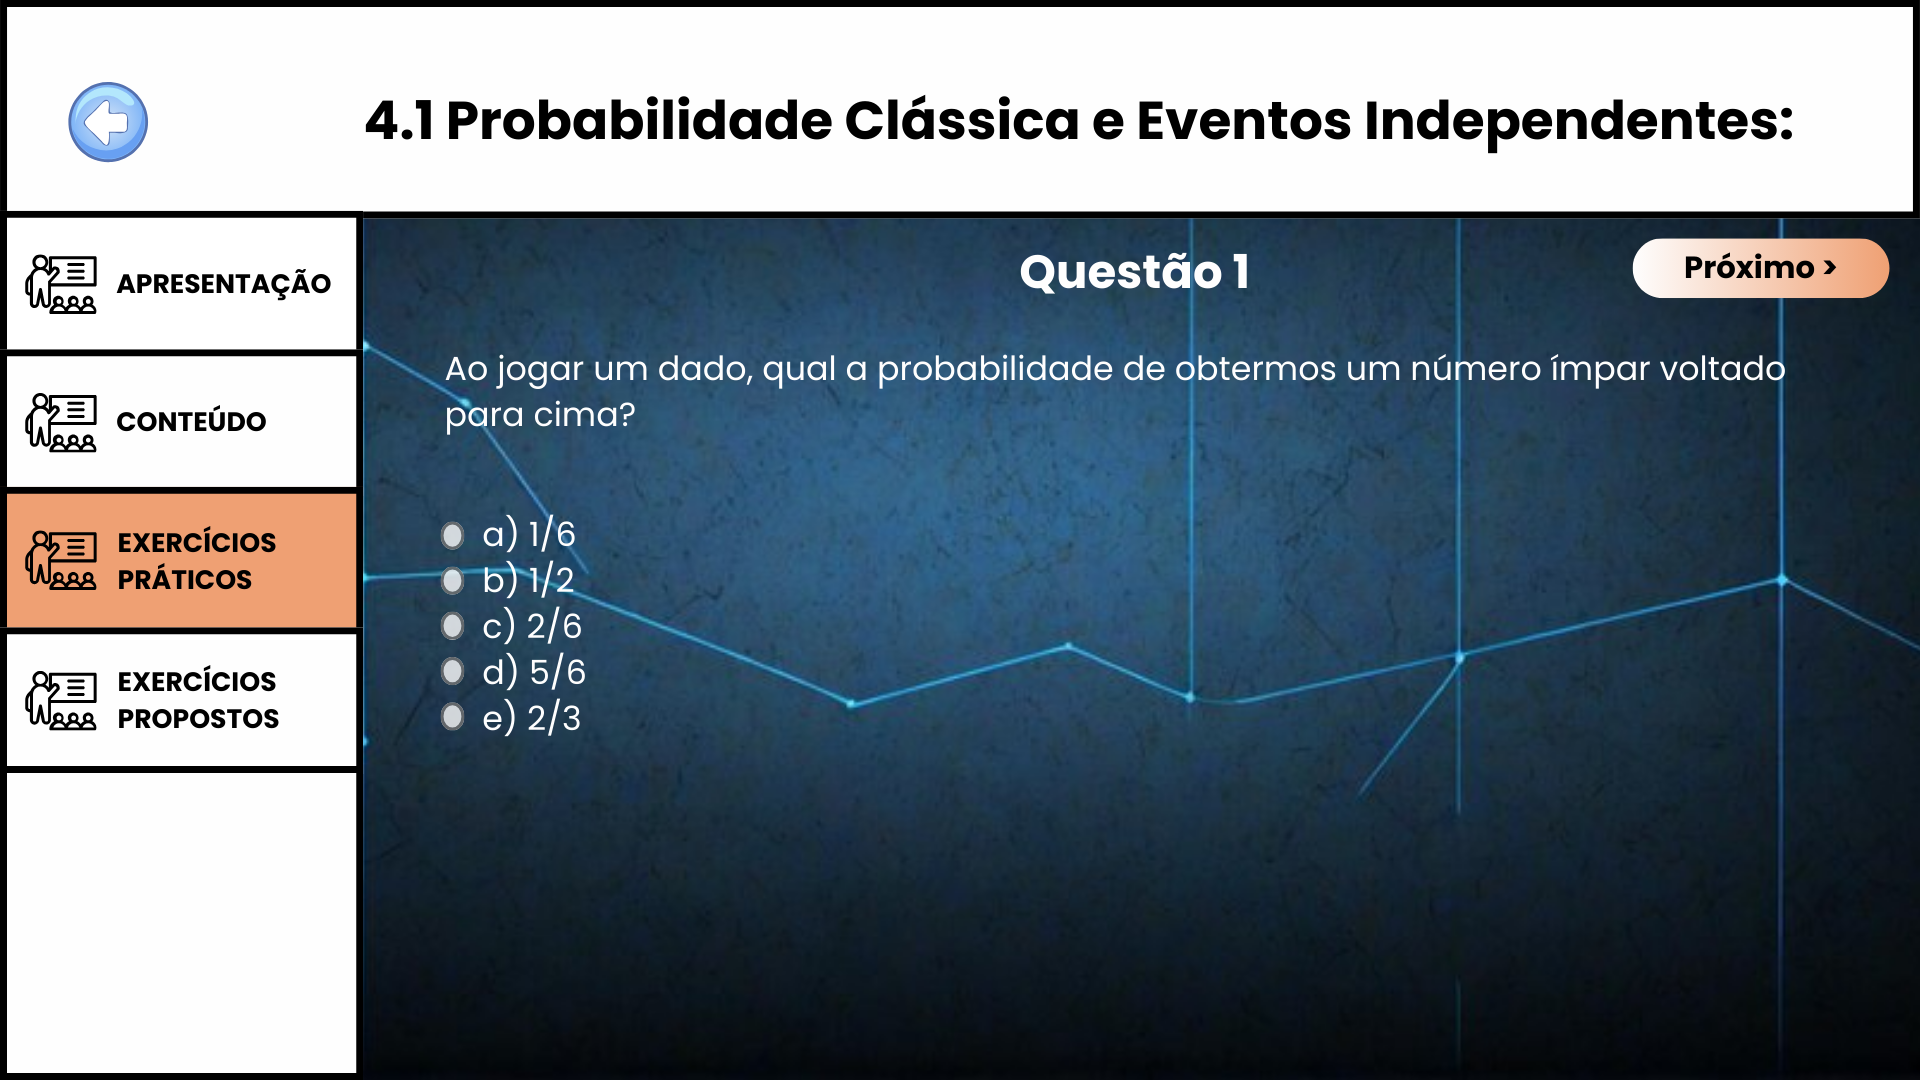 4.1 Probabilidade Clássica e Eventos Independentes:
APRESENTAÇÃO
CONTEÚDO
EXERCÍCIOS
PRÁTICOS
EXERCÍCIOS
PROPOSTOS
Questão 1
Próximo >
Ao jogar um dado, qual a probabilidade de obtermos um número ímpar voltado
para cima?
a) 1/6
b) 1/2
c) 2/6
d) 5/6
e) 2/3